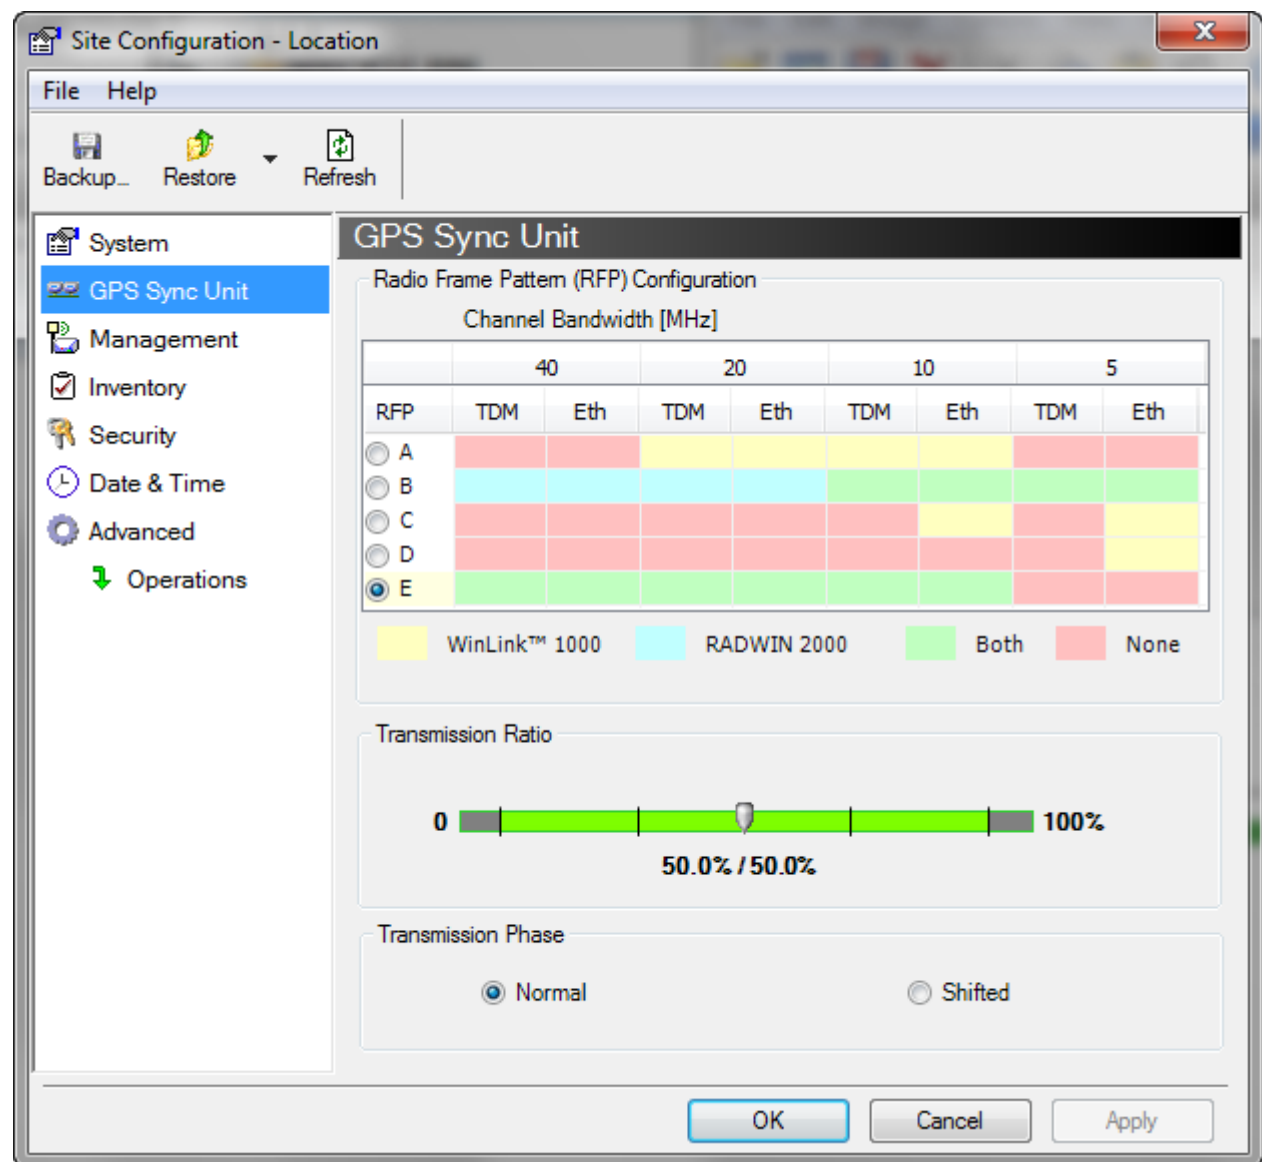 Site Configuration - Location
File Help
Backup... Restore Refresh
System
GPS Sync Unit
Management
Inventory
Security
Date & Time
Advanced
Operations
GPS Sync Unit
Radio Frame Pattern (RFP) Configuration
Channel Bandwidth [MHz]
40 20 10 5
RFP TDM Eth TDM Eth TDM Eth TDM Eth
A
B
C
D
E
WinLink™ 1000 RADWIN 2000 Both None
Transmission Ratio
0 100%
50.0% / 50.0%
Transmission Phase
Normal Shifted
OK Cancel Apply